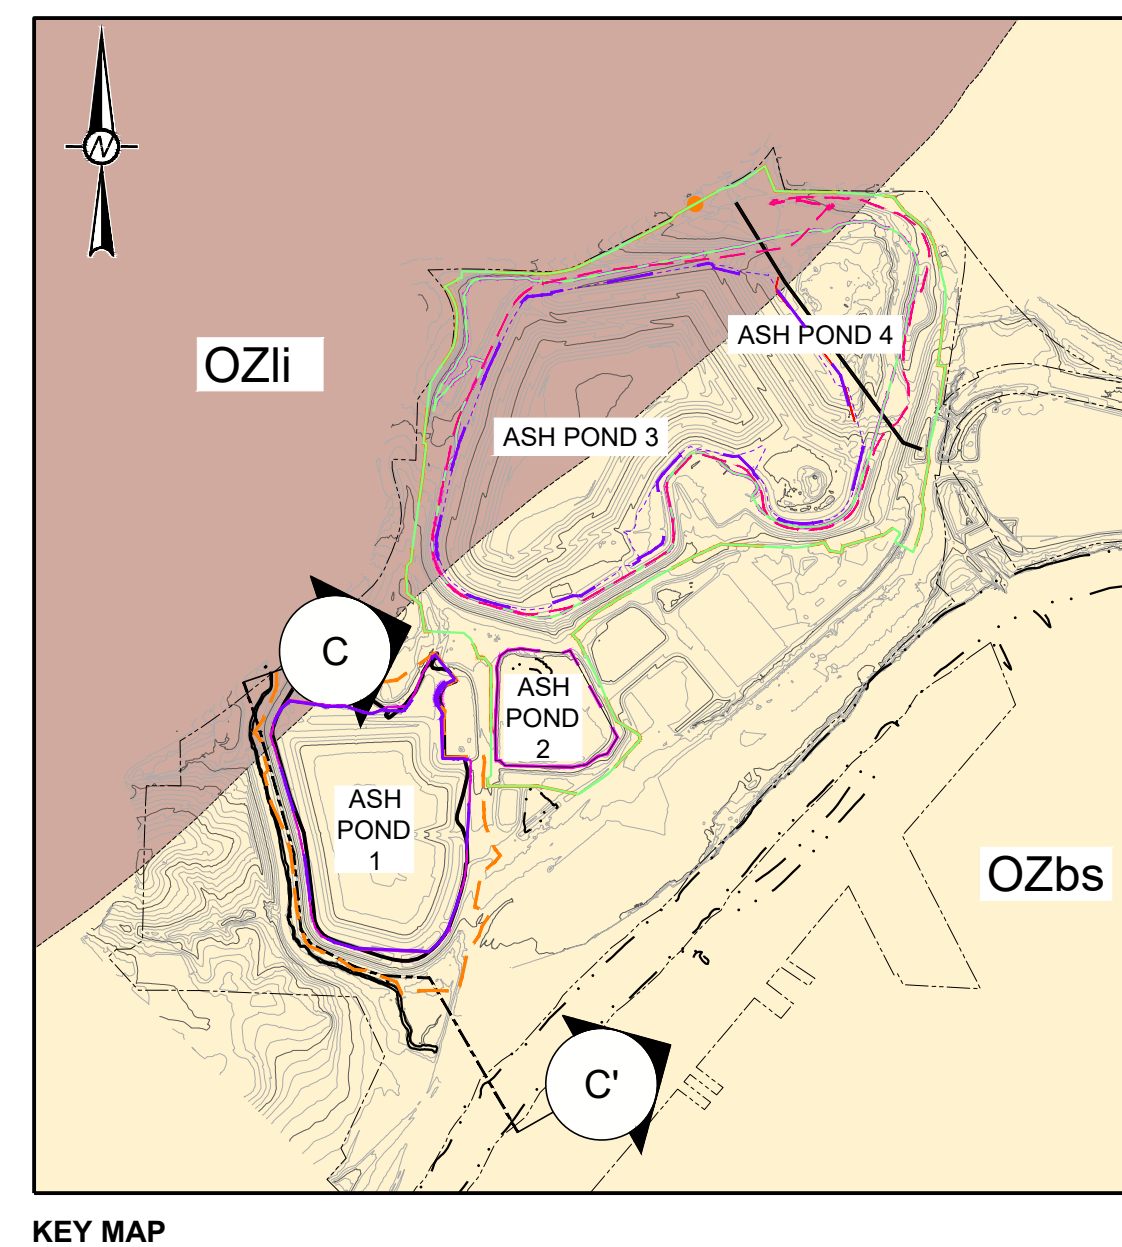 N
ASH POND 4
OZli
ASH POND 3
C
ASH
POND
2
ASH
POND
1
OZbs
C'
KEY MAP